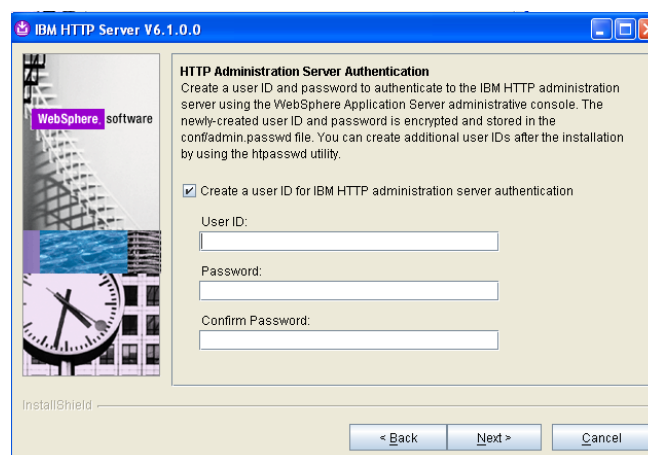 IBM HTTP Server V6.1.0.0
WebSphere. software
HTTP Administration Server Authentication
Create a user ID and password to authenticate to the IBM HTTP administration
server using the WebSphere Application Server administrative console. The
newly-created user ID and password is encrypted and stored in the
conf/admin.passwd file. You can create additional user IDs after the installation
by using the htpasswd utility.
Create a user ID for IBM HTTP administration server authentication
User ID:
Password:
Confirm Password:
InstallShield
< Back Next > Cancel